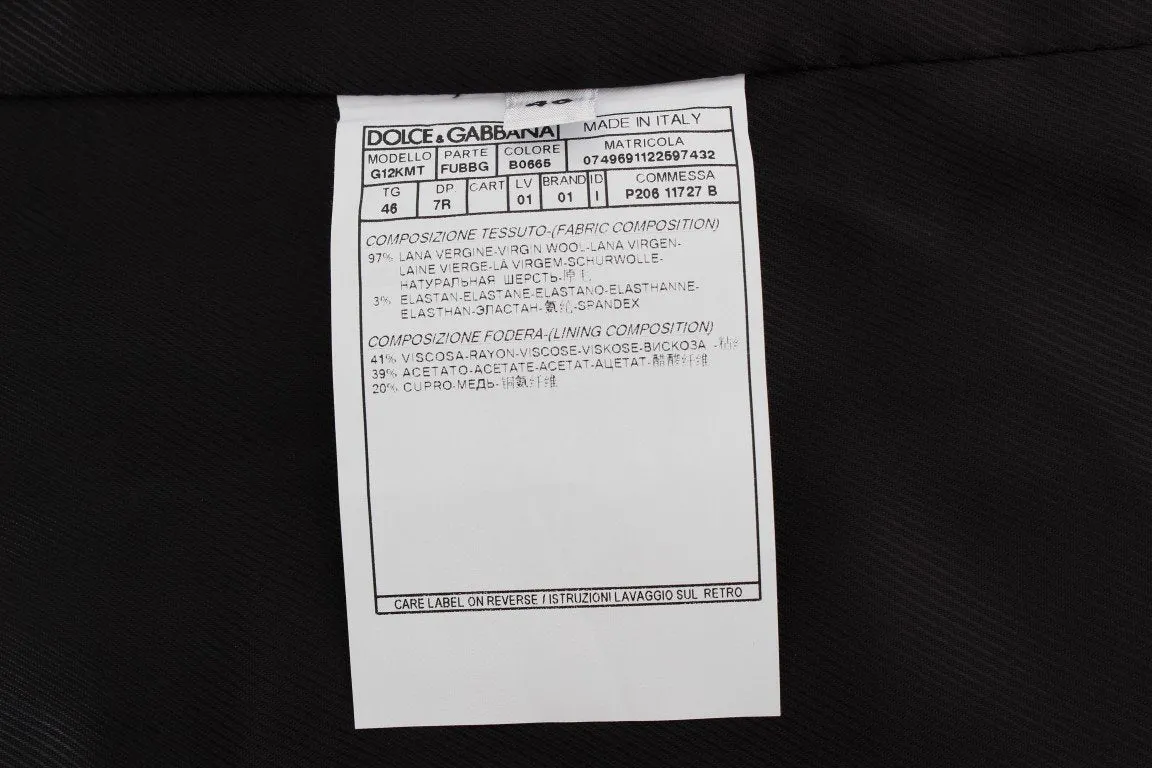 DOLCE & GABBANA MADE IN ITALY
MODELLO PARTE COLORE MATRICOLA
G12KMT FUBBG B0665 0749691122597432
TG DP CART LV BRAND ID COMMESSA
46 7R 01 01 I P206 11727 B
COMPOSIZIONE TESSUTO-(FABRIC COMPOSITION)
97% LANA VERGINE-VIRGIN WOOL-LANA VIRGEN-
LAINE VIERGE-LÀ VIRGEM-SCHURWOLLE-
НАТУРАЛЬНАЯ ШЕРСТЬ-原毛
3% ELASTAN-ELASTANE-ELASTANO-ELASTHANNE-
ELASTHAN-ЭЛАСТАН-氨纶-SPANDEX
COMPOSIZIONE FODERA-(LINING COMPOSITION)
41% VISCOSA-RAYON-VISCOSE-VISKOSE-ВИСКОЗА -粘
39% ACETATO-ACETATE-ACETAT-АЦЕТАТ-醋酸纤维
20% CUPRO-МЕДЬ-铜氨纤维
CARE LABEL ON REVERSE / ISTRUZIONI LAVAGGIO SUL RETRO